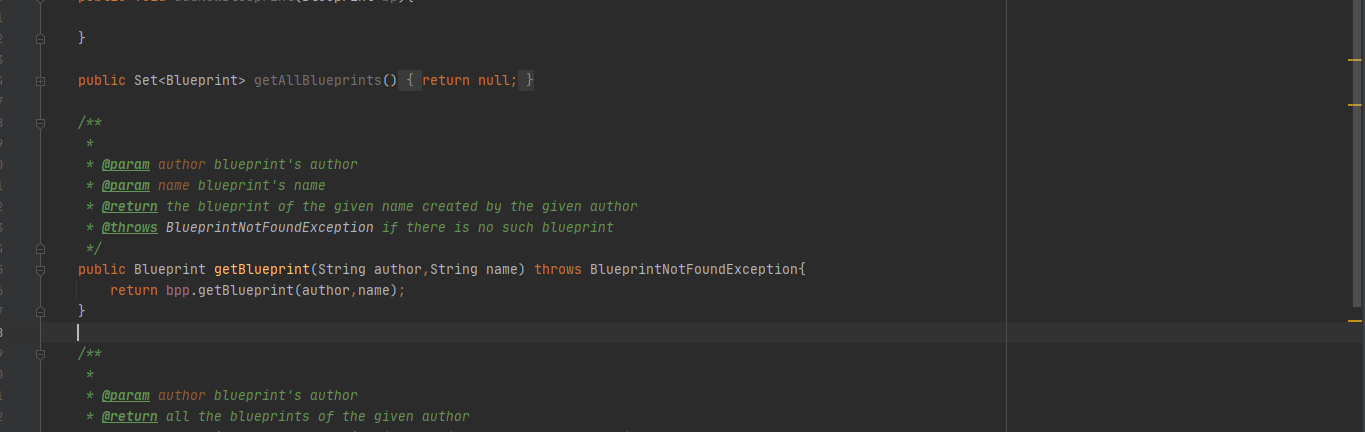 }
public Set<Blueprint> getAllBlueprints() { return null; }
/**
*
* @param author blueprint's author
* @param name blueprint's name
* @return the blueprint of the given name created by the given author
* @throws BlueprintNotFoundException if there is no such blueprint
*/
public Blueprint getBlueprint(String author,String name) throws BlueprintNotFoundException{
return bpp.getBlueprint(author,name);
}
/**
*
* @param author blueprint's author
* @return all the blueprints of the given author